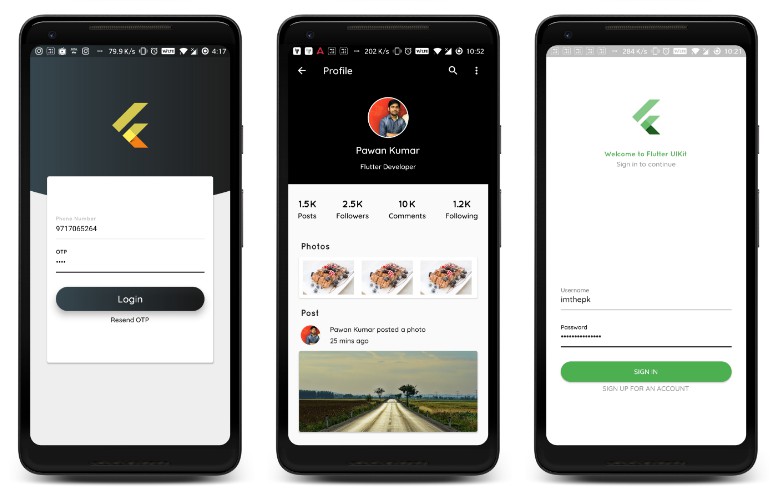 79.9 K/s 4:17
Phone Number
9717065264
OTP
••••
Login
Resend OTP
202 K/s 10:52
Profile
Pawan Kumar
Flutter Developer
1.5K 2.5K 10 K 1.2K
Posts Followers Comments Following
Photos
Post
Pawan Kumar posted a photo
25 mins ago
284 K/s 10:21
Welcome to Flutter UIKit
Sign in to continue
Username
imthepk
Password
•••••••••••••••
SIGN IN
SIGN UP FOR AN ACCOUNT